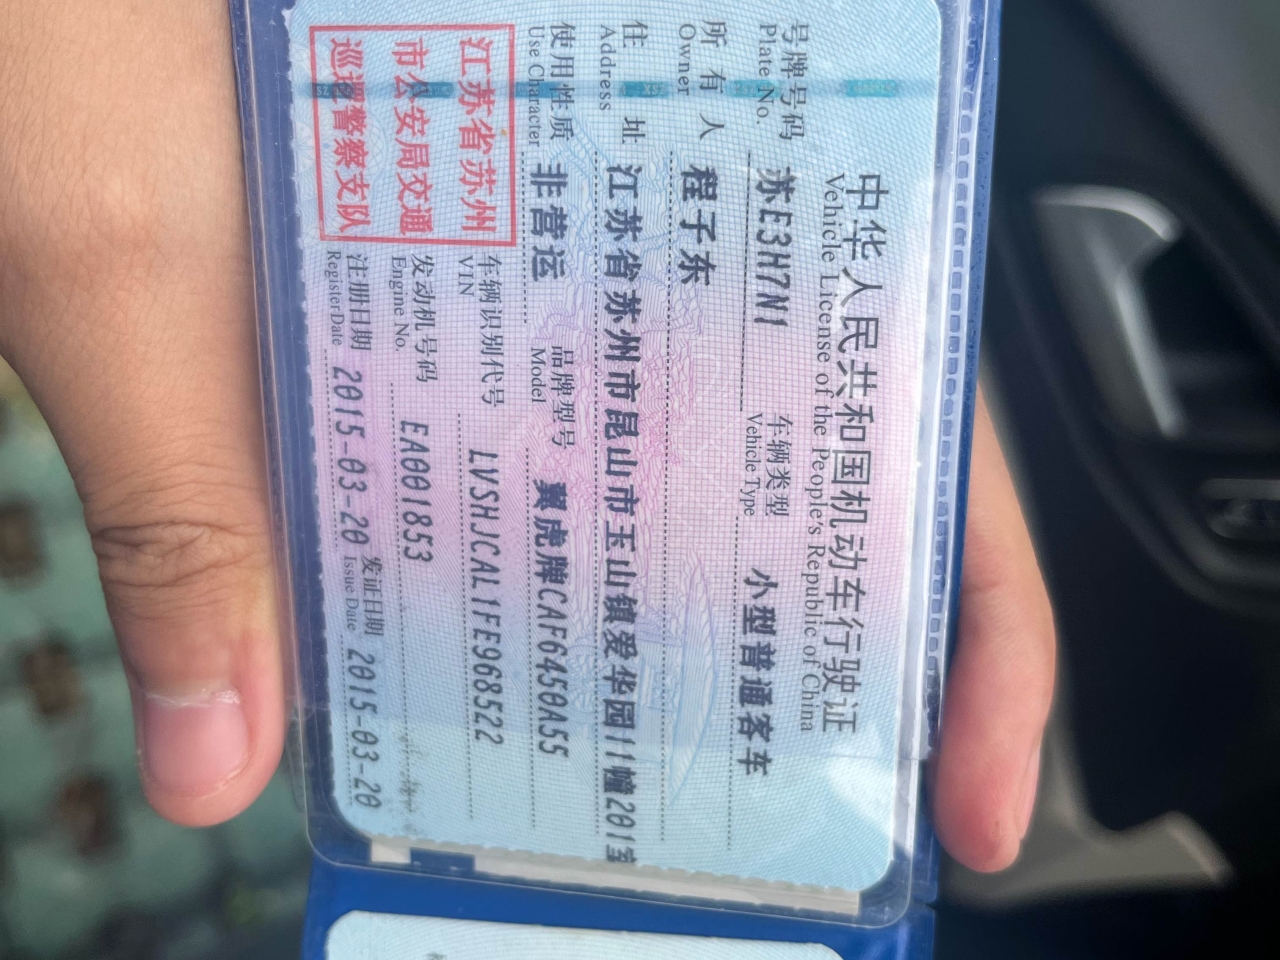 中华人民共和国机动车行驶证
Vehicle License of the People's Republic of China
号牌号码 苏E3H7N1 车辆类型 小型普通客车
Plate No. Vehicle Type
所有人 程子东
Owner
住址 江苏省苏州市昆山市玉山镇爱华园11幢201室
Address
使用性质 非营运 品牌型号 翼虎牌CAF6450A55
Use Character Model
江苏省苏州
市公安局交通
巡逻警察支队
车辆识别代号 LVSHJCAL1FE968522
VIN
发动机号码 EA001853
Engine No.
注册日期 2015-03-20 发证日期 2015-03-20
Register Date Issue Date